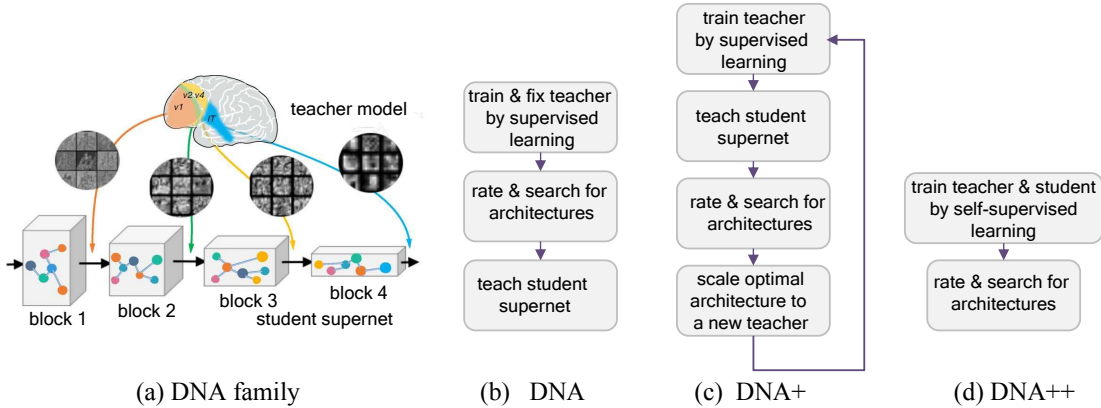 v1
v2
v4
IT
teacher model
block 1
block 2
block 3
block 4
student supernet
(a) DNA family
train & fix teacher
by supervised
learning
rate & search for
architectures
teach student
supernet
(b) DNA
train teacher
by supervised
learning
teach student
supernet
rate & search for
architectures
scale optimal
architecture to
a new teacher
(c) DNA+
train teacher & student
by self-supervised
learning
rate & search for
architectures
(d) DNA++